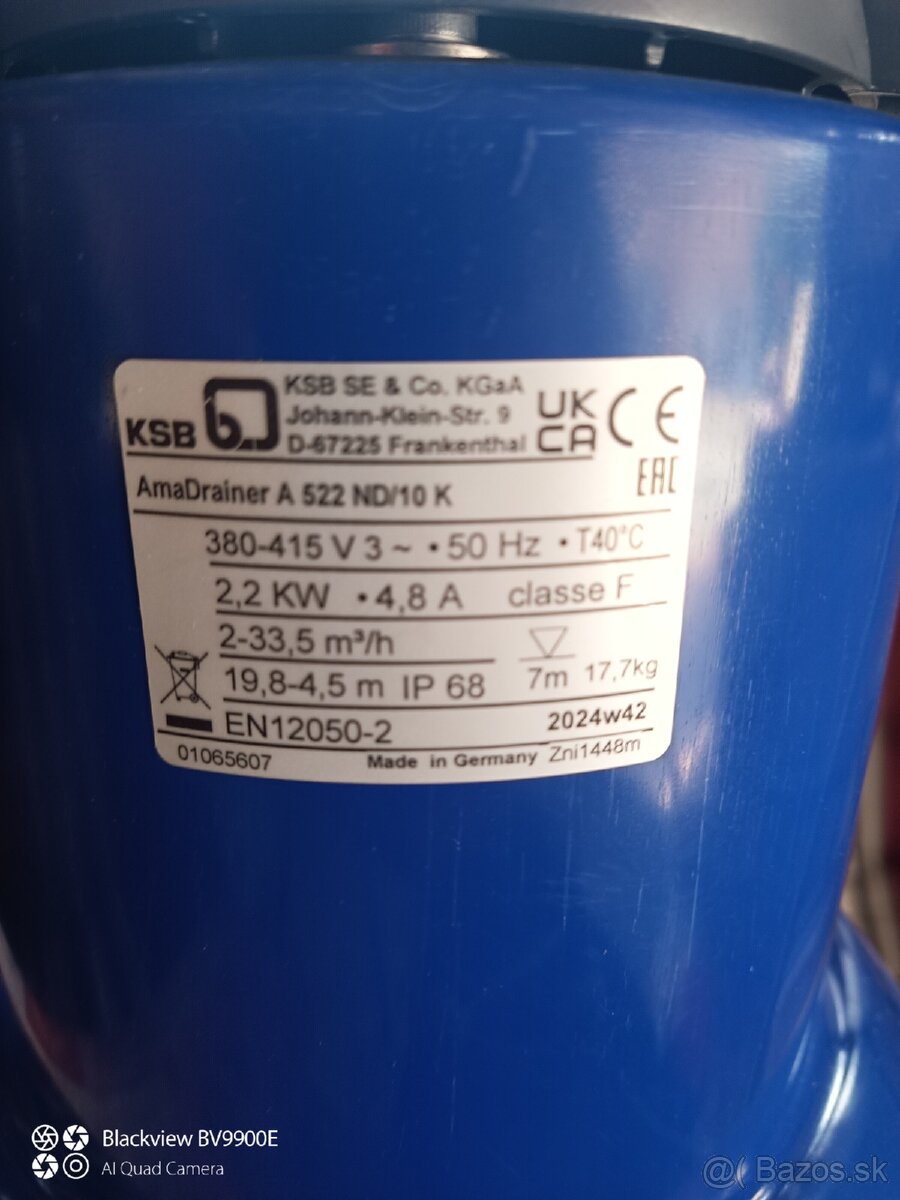 KSB
KSB SE & Co. KGaA
Johann-Klein-Str. 9
D-67225 Frankenthal
UK
CA
CE
EAC
AmaDrainer A 522 ND/10 K
380-415 V 3 ~ • 50 Hz • T40°C
2,2 KW • 4,8 A classe F
2-33,5 m³/h
19,8-4,5 m IP 68 7m 17,7kg
EN12050-2 2024w42
01065607 Made in Germany Zni1448m
Blackview BV9900E
AI Quad Camera
@( Bazos.sk